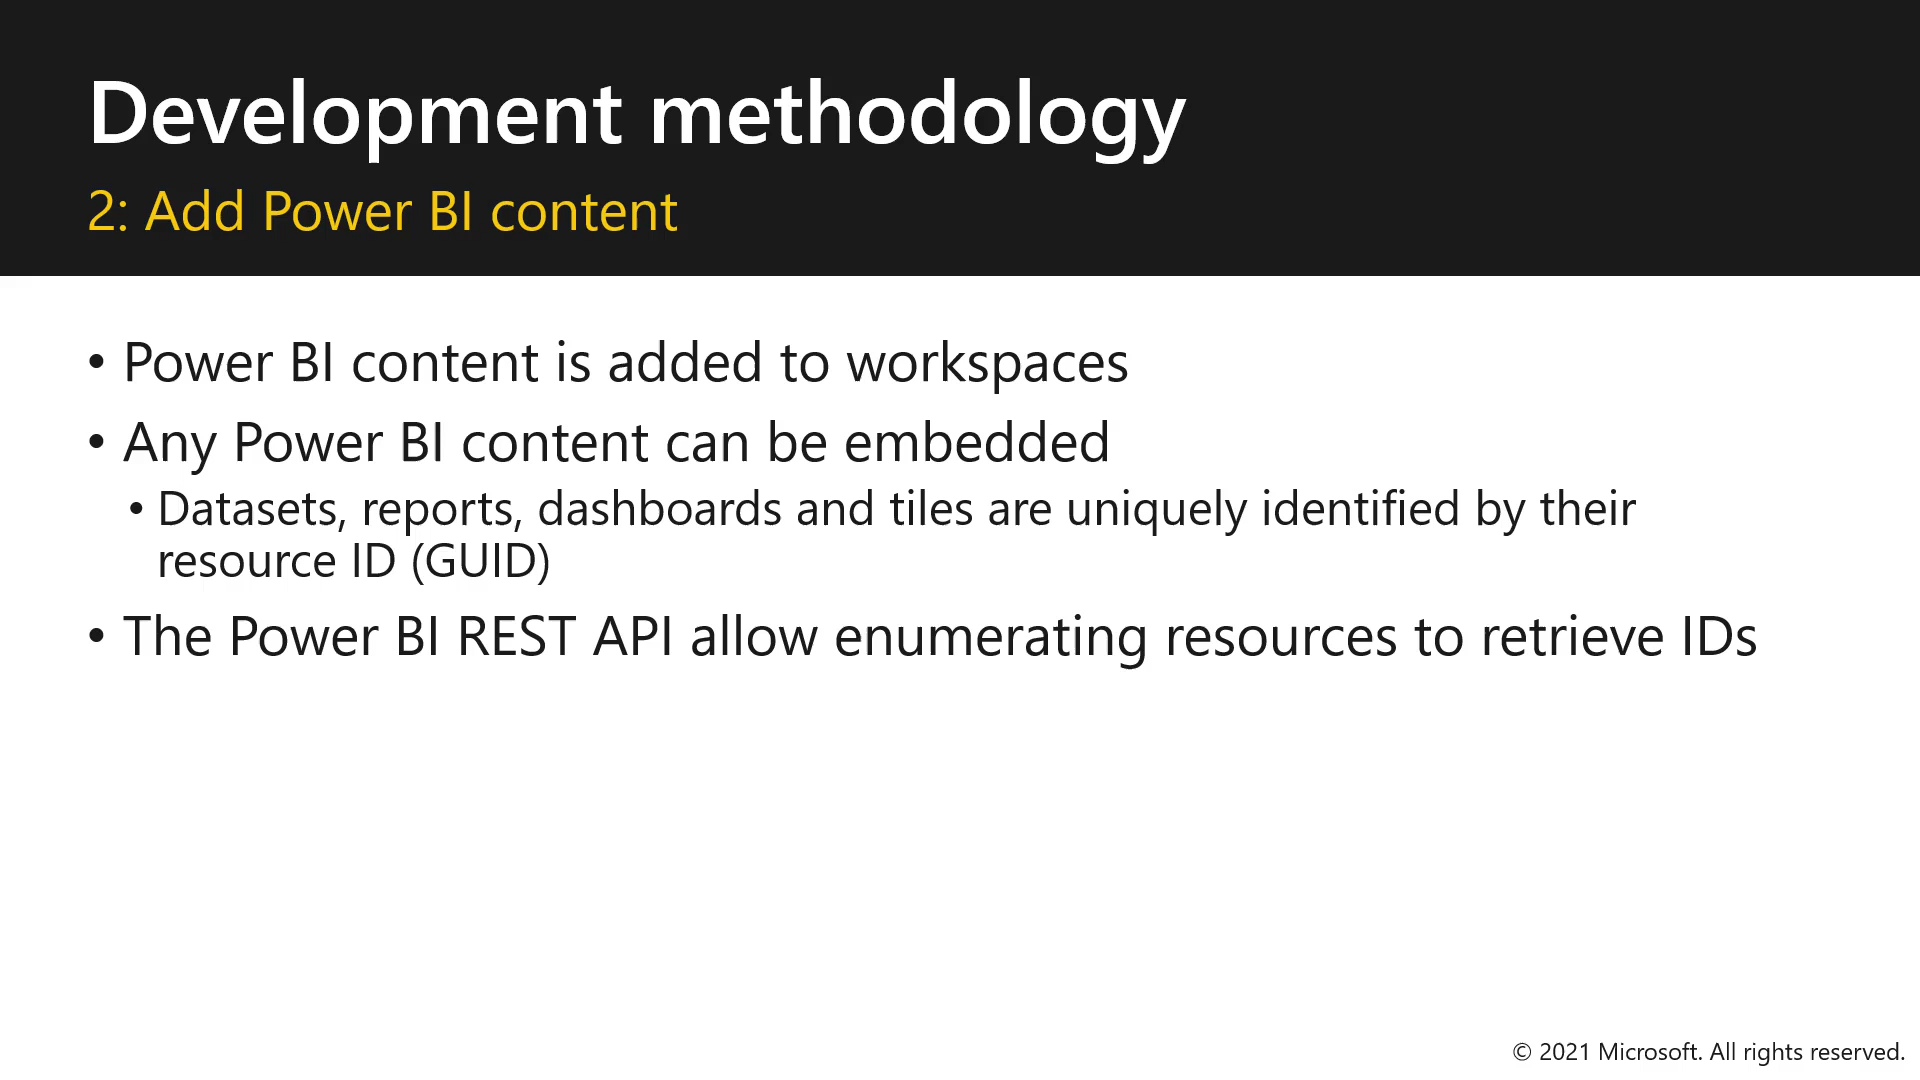 Development methodology
2: Add Power BI content
• Power BI content is added to workspaces
• Any Power BI content can be embedded
• Datasets, reports, dashboards and tiles are uniquely identified by their
resource ID (GUID)
• The Power BI REST API allow enumerating resources to retrieve IDs
© 2021 Microsoft. All rights reserved.